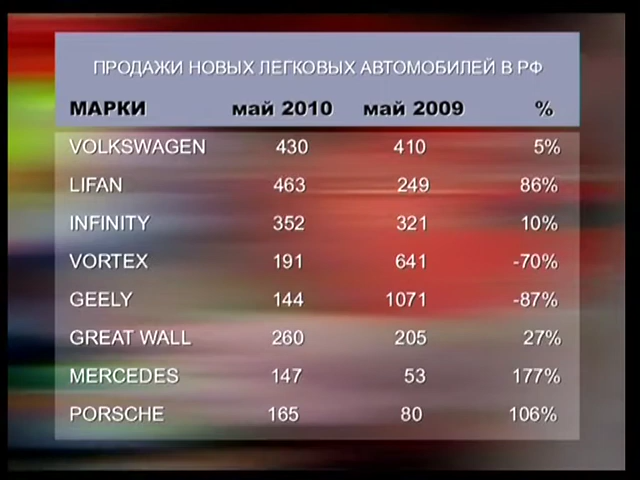 ПРОДАЖИ НОВЫХ ЛЕГКОВЫХ АВТОМОБИЛЕЙ В РФ
МАРКИ май 2010 май 2009 %
VOLKSWAGEN 430 410 5%
LIFAN 463 249 86%
INFINITY 352 321 10%
VORTEX 191 641 -70%
GEELY 144 1071 -87%
GREAT WALL 260 205 27%
MERCEDES 147 53 177%
PORSCHE 165 80 106%